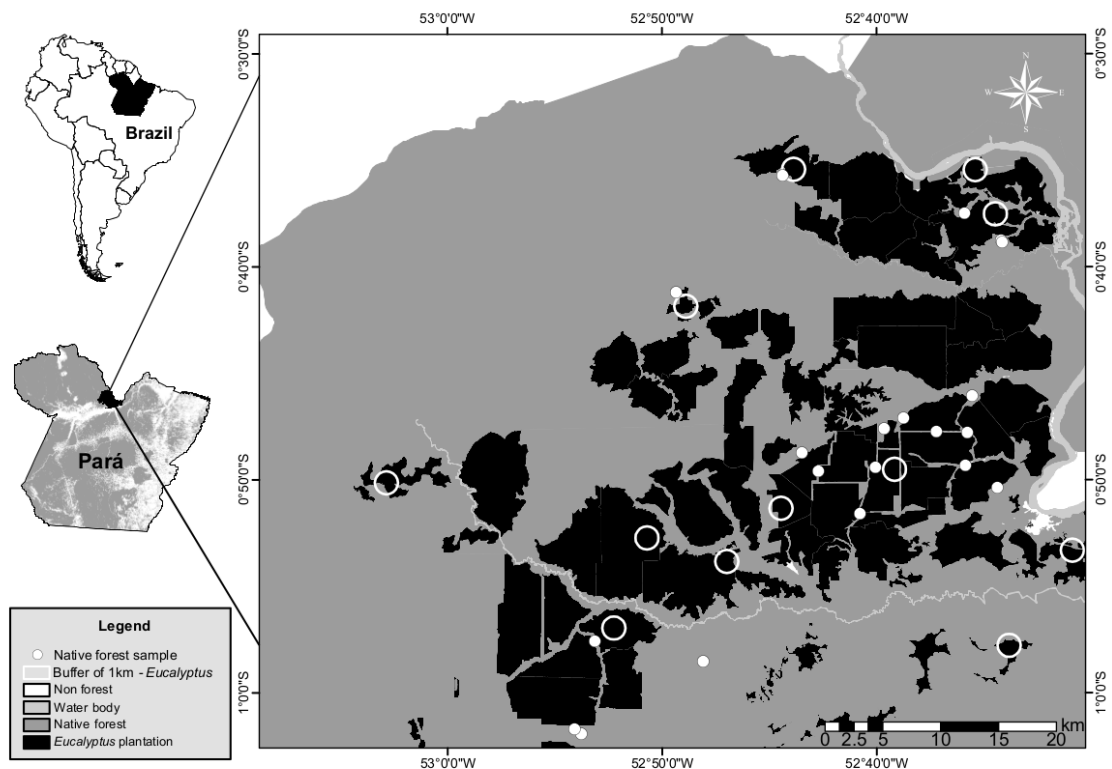 53°0'0"W
52°50'0"W
52°40'0"W
0°30'0"S
0°30'0"S
N
W
E
S
Brazil
0°40'0"S
0°40'0"S
Pará
0°50'0"S
0°50'0"S
Legend
Native forest sample
Buffer of 1km - Eucalyptus
Non forest
Water body
Native forest
Eucalyptus plantation
1°0'0"S
1°0'0"S
km
0 2.5 5 10 15 20
53°0'0"W
52°50'0"W
52°40'0"W